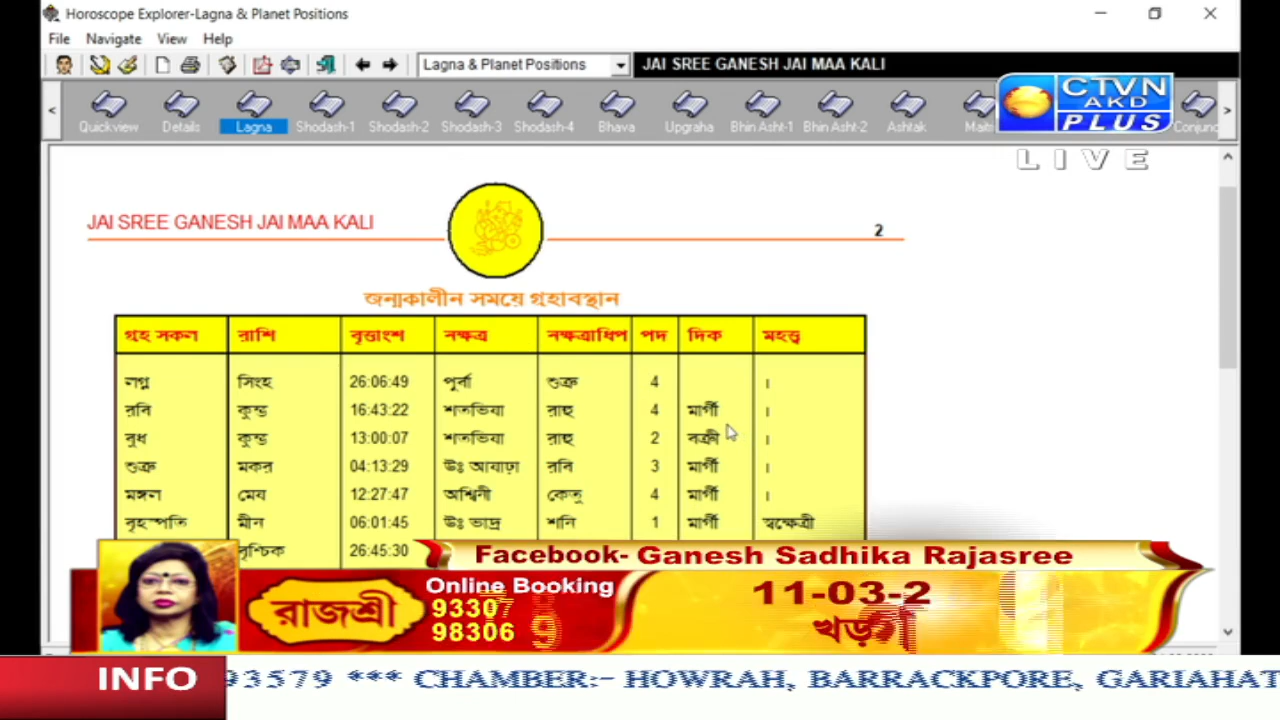 Horoscope Explorer-Lagna & Planet Positions
File Navigate View Help
Lagna & Planet Positions JAI SREE GANESH JAI MAA KALI
Quickview Details Lagna Shodash-1 Shodash-2 Shodash-3 Shodash-4 Bhava Upgraha Bhin Asht-1 Bhin Asht-2 Ashtak
CTVN
AKD
PLUS
LIVE
JAI SREE GANESH JAI MAA KALI 2
জন্মকালীন সময়ে গ্রহাবস্থান
গ্রহ সকল রাশি বৃত্তাংশ নক্ষত্র নক্ষত্রাধিপ পদ দিক মহত্ত্ব
লগ্ন সিংহ 26:06:49 পুর্বা শুক্র 4 ।
রবি কুম্ভ 16:43:22 শতভিষা রাহু 4 মার্গী ।
বুধ কুম্ভ 13:00:07 শতভিষা রাহু 2 বক্রী ।
শুক্র মকর 04:13:29 উঃ আষাঢ়া রবি 3 মার্গী ।
মঙ্গল মেষ 12:27:47 অশ্বিনী কেতু 4 মার্গী ।
বৃহস্পতি মীন 06:01:45 উঃ ভাদ্র শনি 1 মার্গী স্বক্ষেত্রী
বৃশ্চিক 26:45:30
Facebook- Ganesh Sadhika Rajasree
রাজশ্রী
Online Booking
93307
98306
11-03-2
INFO 93579 *** CHAMBER:- HOWRAH, BARRACKPORE, GARIAHAT